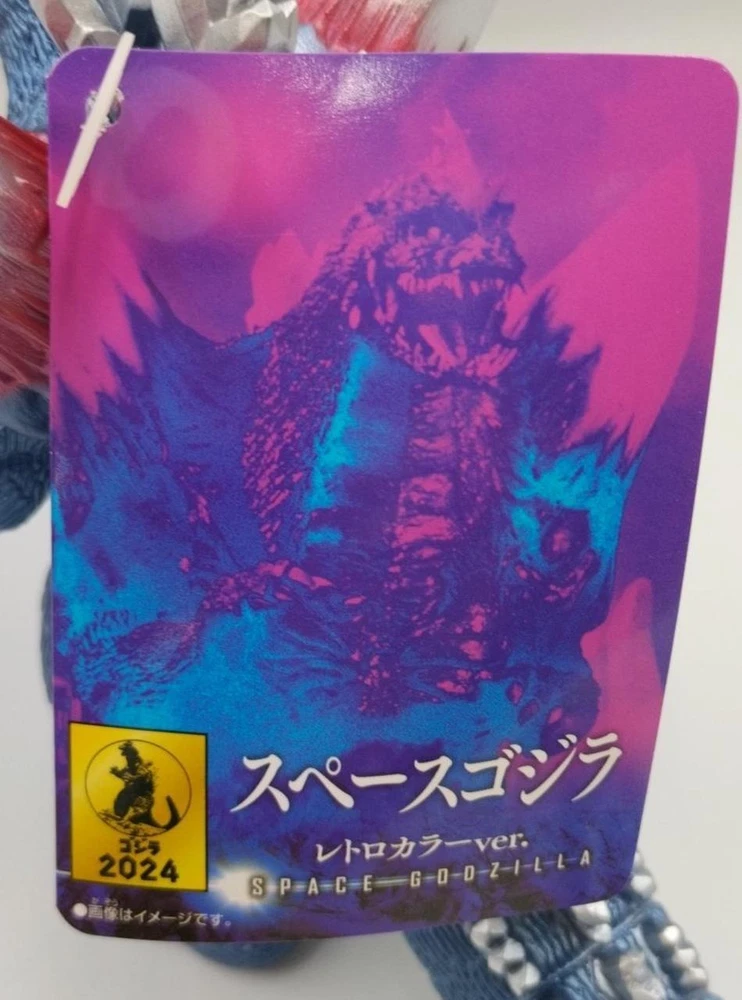 スペースゴジラ
レトロカラーver.
SPACE GODZILLA
ゴジラ
2024
●画像はイメージです。